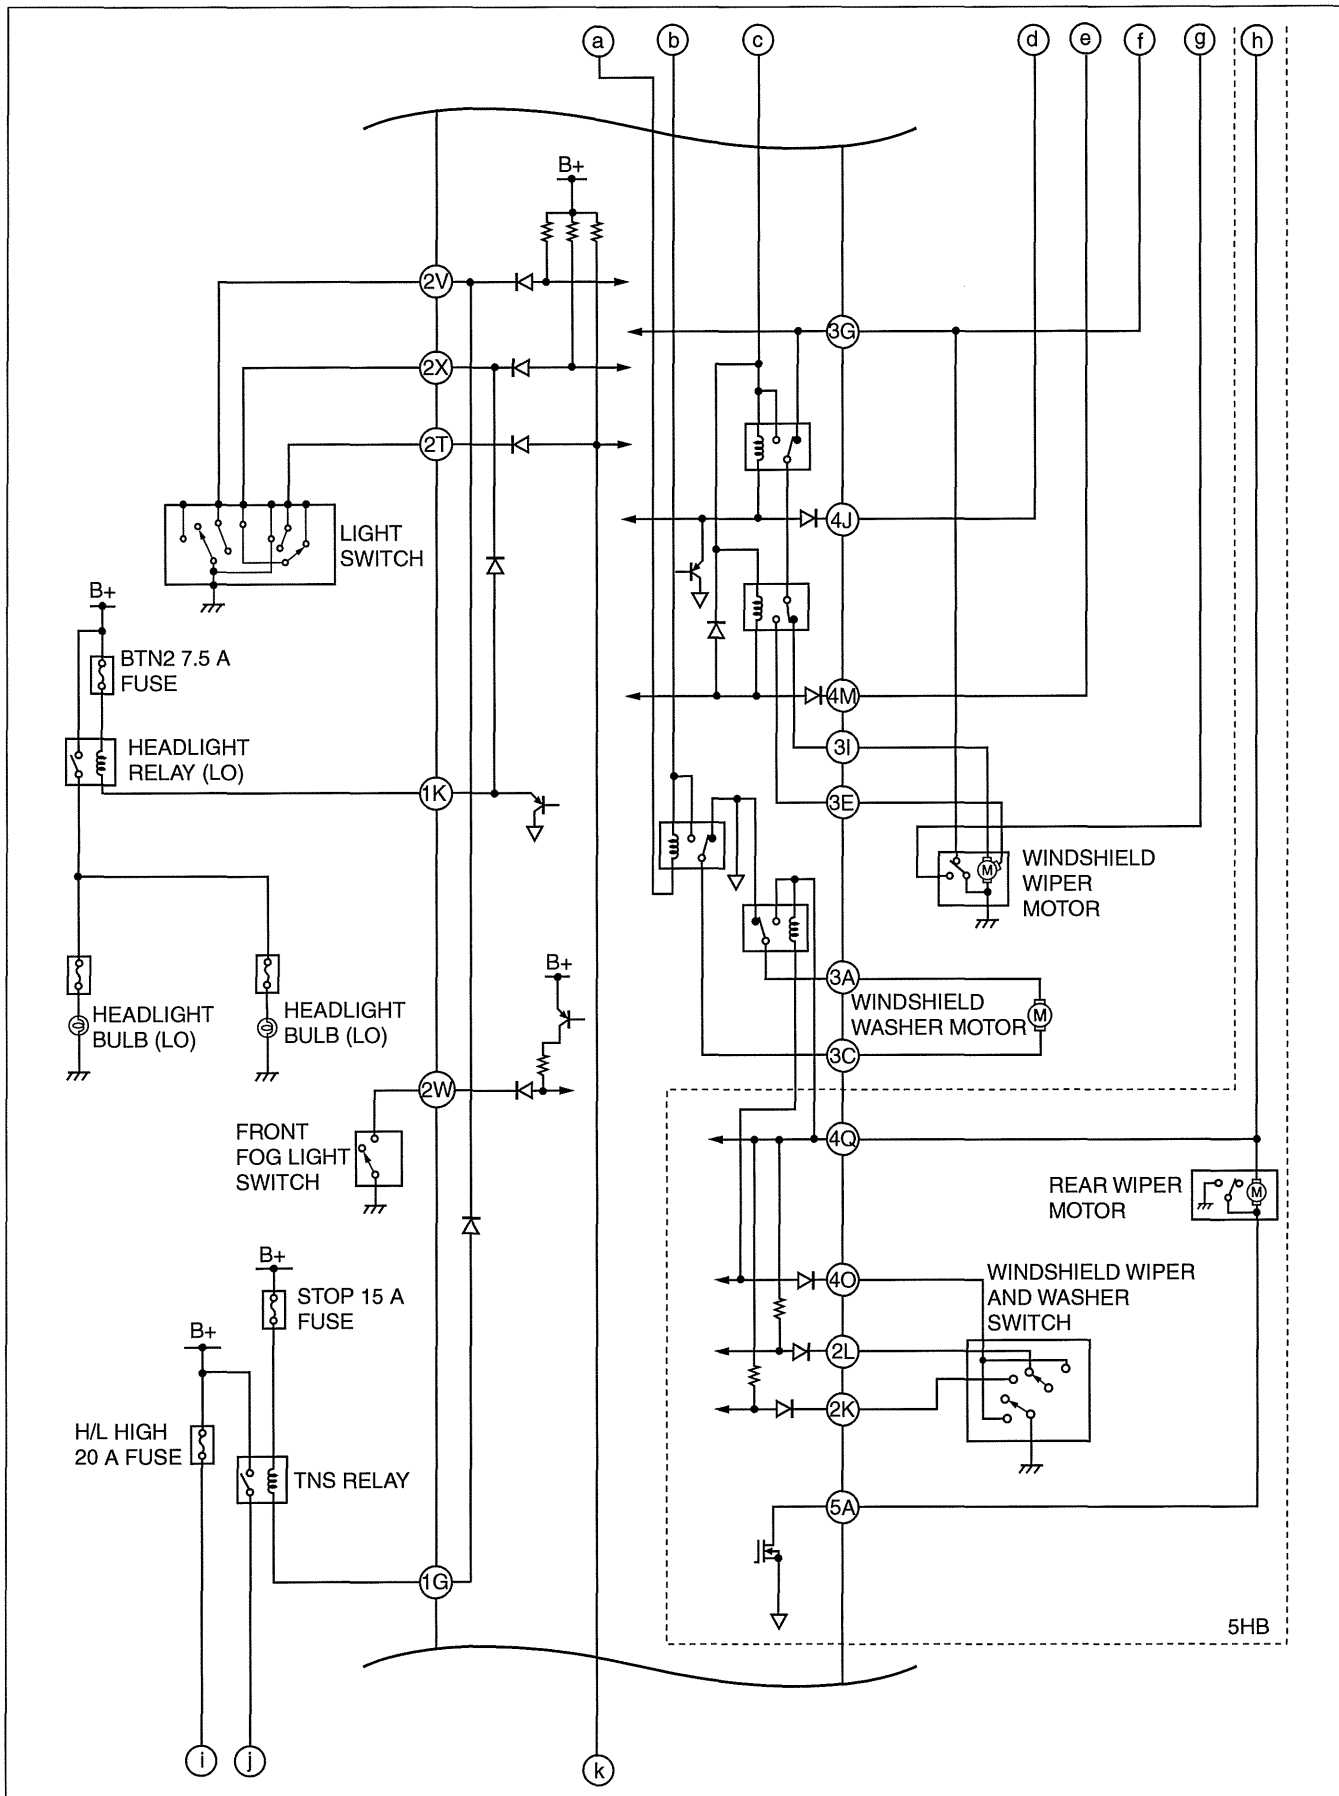 a b c d e f g h
B+
2V
3G
2X
2T
4J
LIGHT
SWITCH
B+
BTN2 7.5 A
FUSE
4M
HEADLIGHT
RELAY (LO)
3I
1K
3E
M
WINDSHIELD
WIPER
MOTOR
B+
3A
HEADLIGHT
BULB (LO)
HEADLIGHT
BULB (LO)
WINDSHIELD
WASHER MOTOR
M
3C
2W
FRONT
FOG LIGHT
SWITCH
4Q
REAR WIPER
MOTOR
M
B+
STOP 15 A
FUSE
4O
WINDSHIELD WIPER
AND WASHER
SWITCH
B+
2L
2K
H/L HIGH
20 A FUSE
TNS RELAY
5A
1G
5HB
i j k